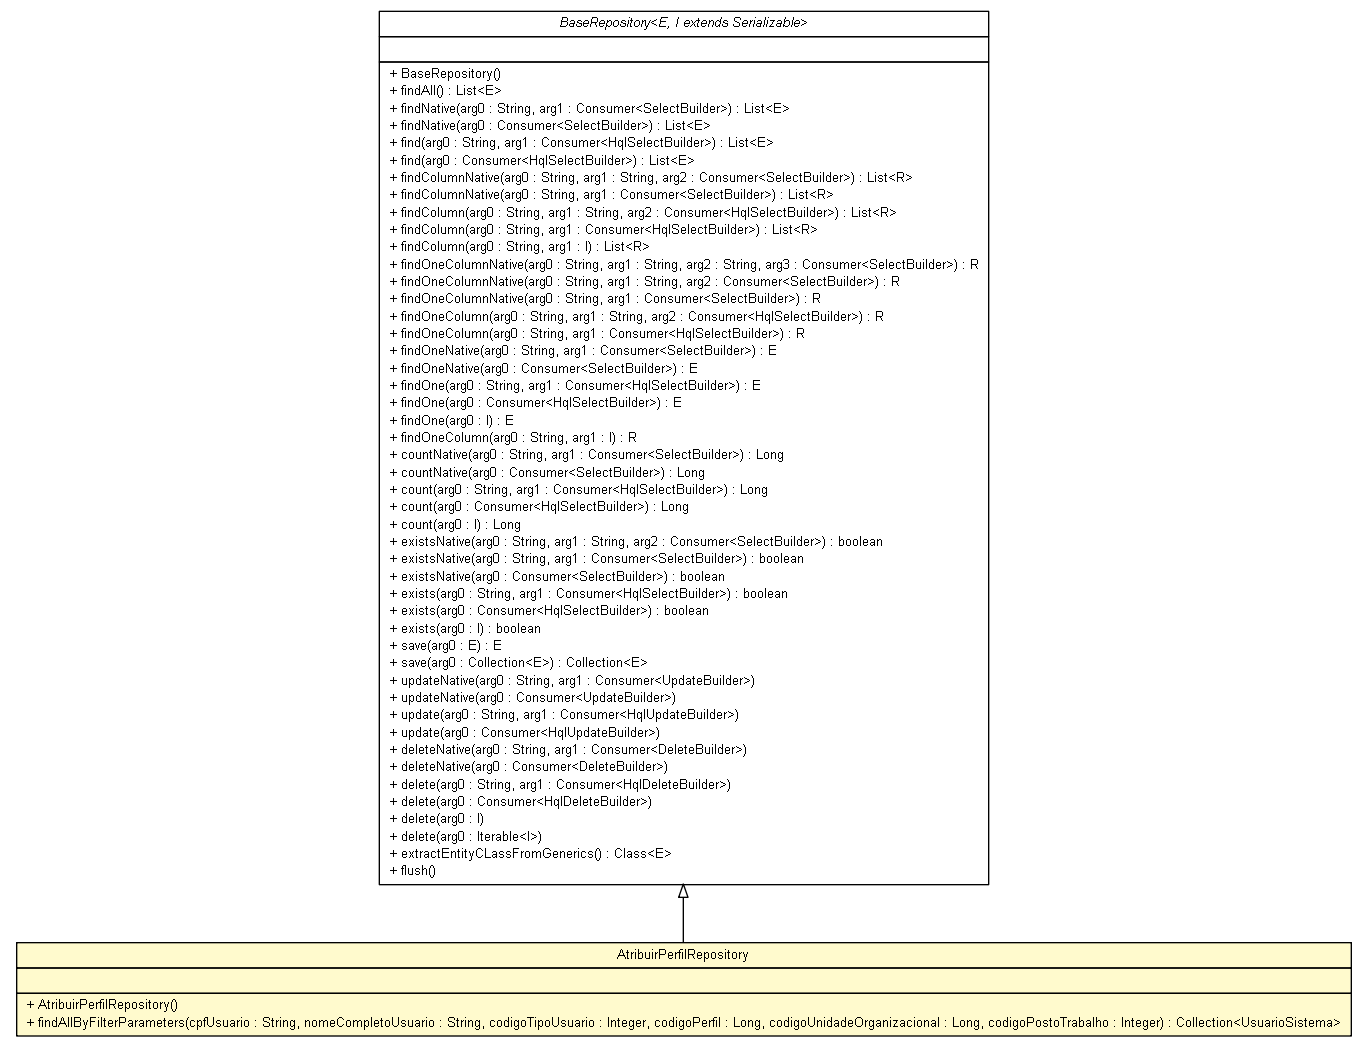 BaseRepository<E, I extends Serializable>
+ BaseRepository()
+ findAll() : List<E>
+ findNative(arg0 : String, arg1 : Consumer<SelectBuilder>) : List<E>
+ findNative(arg0 : Consumer<SelectBuilder>) : List<E>
+ find(arg0 : String, arg1 : Consumer<HqlSelectBuilder>) : List<E>
+ find(arg0 : Consumer<HqlSelectBuilder>) : List<E>
+ findColumnNative(arg0 : String, arg1 : String, arg2 : Consumer<SelectBuilder>) : List<R>
+ findColumnNative(arg0 : String, arg1 : Consumer<SelectBuilder>) : List<R>
+ findColumn(arg0 : String, arg1 : String, arg2 : Consumer<HqlSelectBuilder>) : List<R>
+ findColumn(arg0 : String, arg1 : Consumer<HqlSelectBuilder>) : List<R>
+ findColumn(arg0 : String, arg1 : I) : List<R>
+ findOneColumnNative(arg0 : String, arg1 : String, arg2 : String, arg3 : Consumer<SelectBuilder>) : R
+ findOneColumnNative(arg0 : String, arg1 : String, arg2 : Consumer<SelectBuilder>) : R
+ findOneColumnNative(arg0 : String, arg1 : Consumer<SelectBuilder>) : R
+ findOneColumn(arg0 : String, arg1 : String, arg2 : Consumer<HqlSelectBuilder>) : R
+ findOneColumn(arg0 : String, arg1 : Consumer<HqlSelectBuilder>) : R
+ findOneNative(arg0 : String, arg1 : Consumer<SelectBuilder>) : E
+ findOneNative(arg0 : Consumer<SelectBuilder>) : E
+ findOne(arg0 : String, arg1 : Consumer<HqlSelectBuilder>) : E
+ findOne(arg0 : Consumer<HqlSelectBuilder>) : E
+ findOne(arg0 : I) : E
+ findOneColumn(arg0 : String, arg1 : I) : R
+ countNative(arg0 : String, arg1 : Consumer<SelectBuilder>) : Long
+ countNative(arg0 : Consumer<SelectBuilder>) : Long
+ count(arg0 : String, arg1 : Consumer<HqlSelectBuilder>) : Long
+ count(arg0 : Consumer<HqlSelectBuilder>) : Long
+ count(arg0 : I) : Long
+ existsNative(arg0 : String, arg1 : String, arg2 : Consumer<SelectBuilder>) : boolean
+ existsNative(arg0 : String, arg1 : Consumer<SelectBuilder>) : boolean
+ existsNative(arg0 : Consumer<SelectBuilder>) : boolean
+ exists(arg0 : String, arg1 : Consumer<HqlSelectBuilder>) : boolean
+ exists(arg0 : Consumer<HqlSelectBuilder>) : boolean
+ exists(arg0 : I) : boolean
+ save(arg0 : E) : E
+ save(arg0 : Collection<E>) : Collection<E>
+ updateNative(arg0 : String, arg1 : Consumer<UpdateBuilder>)
+ updateNative(arg0 : Consumer<UpdateBuilder>)
+ update(arg0 : String, arg1 : Consumer<HqlUpdateBuilder>)
+ update(arg0 : Consumer<HqlUpdateBuilder>)
+ deleteNative(arg0 : String, arg1 : Consumer<DeleteBuilder>)
+ deleteNative(arg0 : Consumer<DeleteBuilder>)
+ delete(arg0 : String, arg1 : Consumer<HqlDeleteBuilder>)
+ delete(arg0 : Consumer<HqlDeleteBuilder>)
+ delete(arg0 : I)
+ delete(arg0 : Iterable<I>)
+ extractEntityCLassFromGenerics() : Class<E>
+ flush()
AtribuirPerfilRepository
+ AtribuirPerfilRepository()
+ findAllByFilterParameters(cpfUsuario : String, nomeCompletoUsuario : String, codigoTipoUsuario : Integer, codigoPerfil : Long, codigoUnidadeOrganizacional : Long, codigoPostoTrabalho : Integer) : Collection<UsuarioSistema>